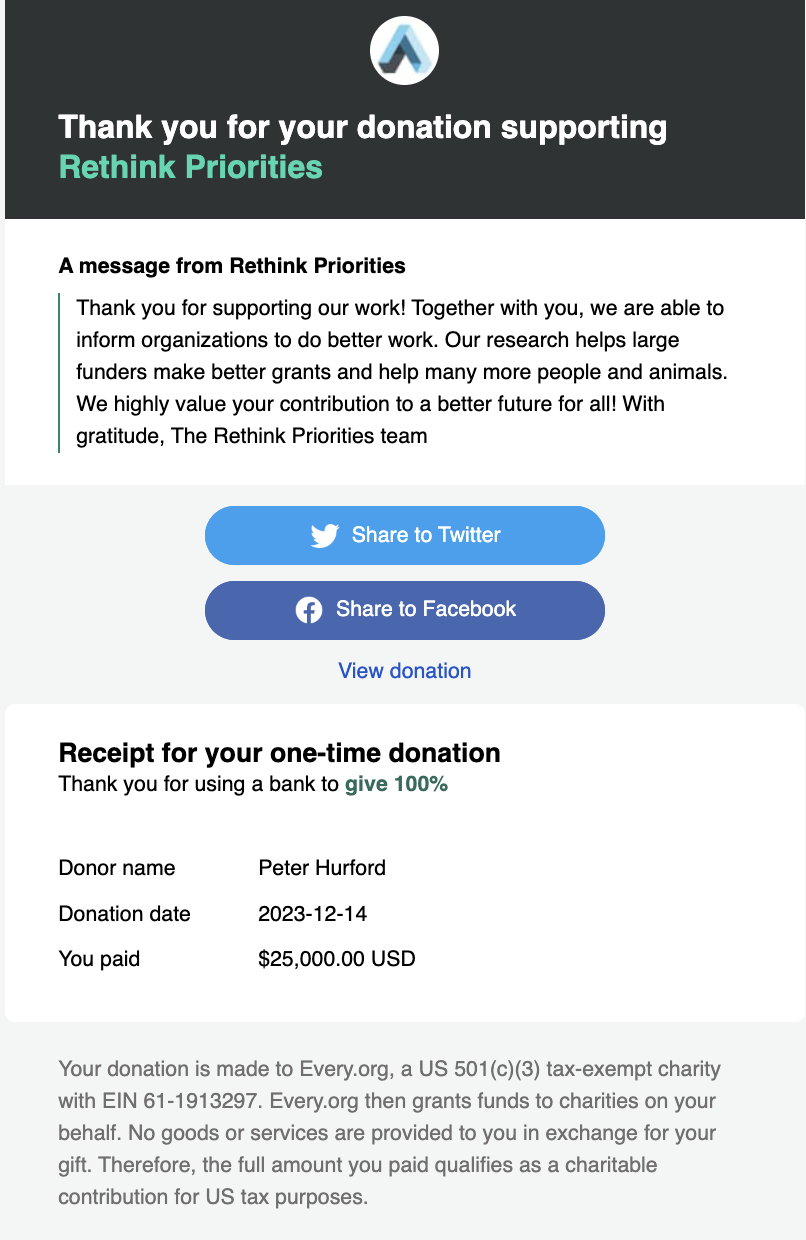 Thank you for your donation supporting
Rethink Priorities
A message from Rethink Priorities
Thank you for supporting our work! Together with you, we are able to
inform organizations to do better work. Our research helps large
funders make better grants and help many more people and animals.
We highly value your contribution to a better future for all! With
gratitude, The Rethink Priorities team
Share to Twitter
Share to Facebook
View donation
Receipt for your one-time donation
Thank you for using a bank to give 100%
Donor name Peter Hurford
Donation date 2023-12-14
You paid $25,000.00 USD
Your donation is made to Every.org, a US 501(c)(3) tax-exempt charity
with EIN 61-1913297. Every.org then grants funds to charities on your
behalf. No goods or services are provided to you in exchange for your
gift. Therefore, the full amount you paid qualifies as a charitable
contribution for US tax purposes.